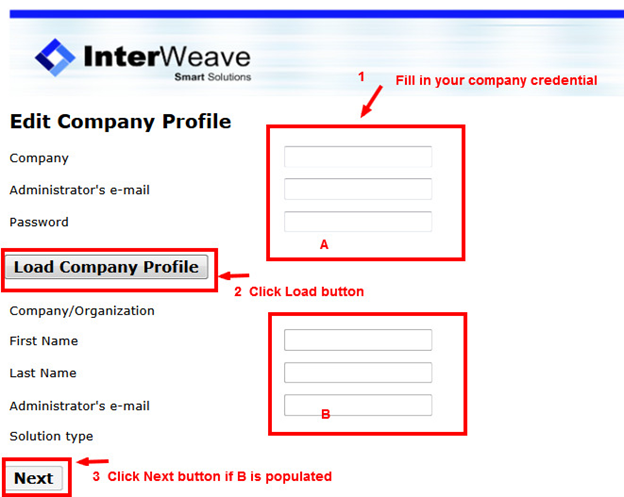 InterWeave
Smart Solutions
1 Fill in your company credential
Edit Company Profile
Company
Administrator's e-mail
Password
A
Load Company Profile
2 Click Load button
Company/Organization
First Name
Last Name
Administrator's e-mail
B
Solution type
Next
3 Click Next button if B is populated